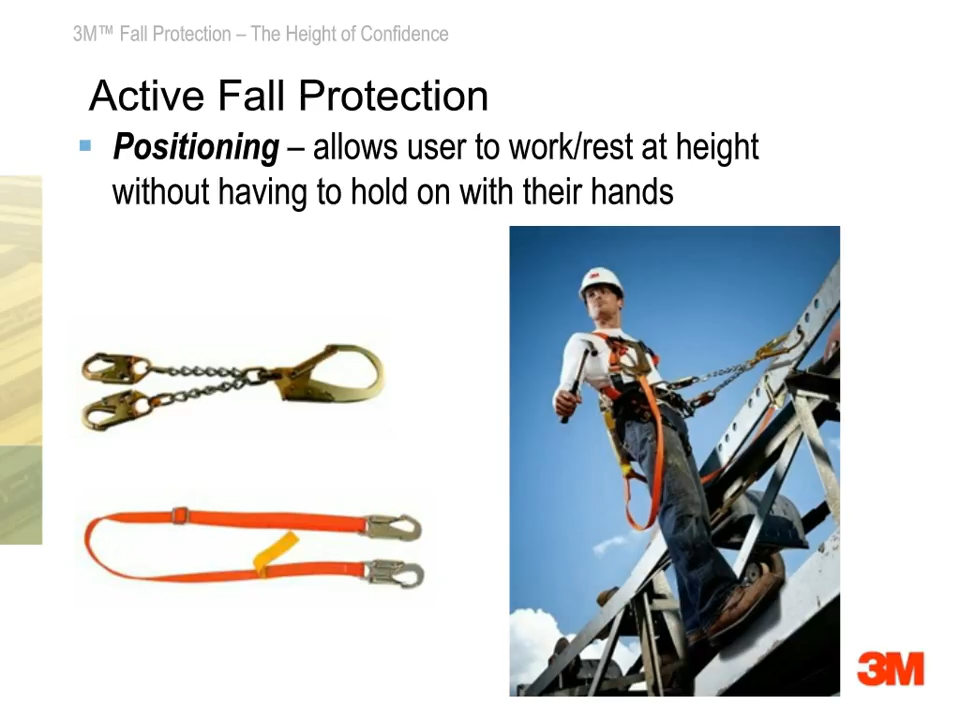 3M™ Fall Protection – The Height of Confidence
Active Fall Protection
Positioning – allows user to work/rest at height
without having to hold on with their hands
3M
3M